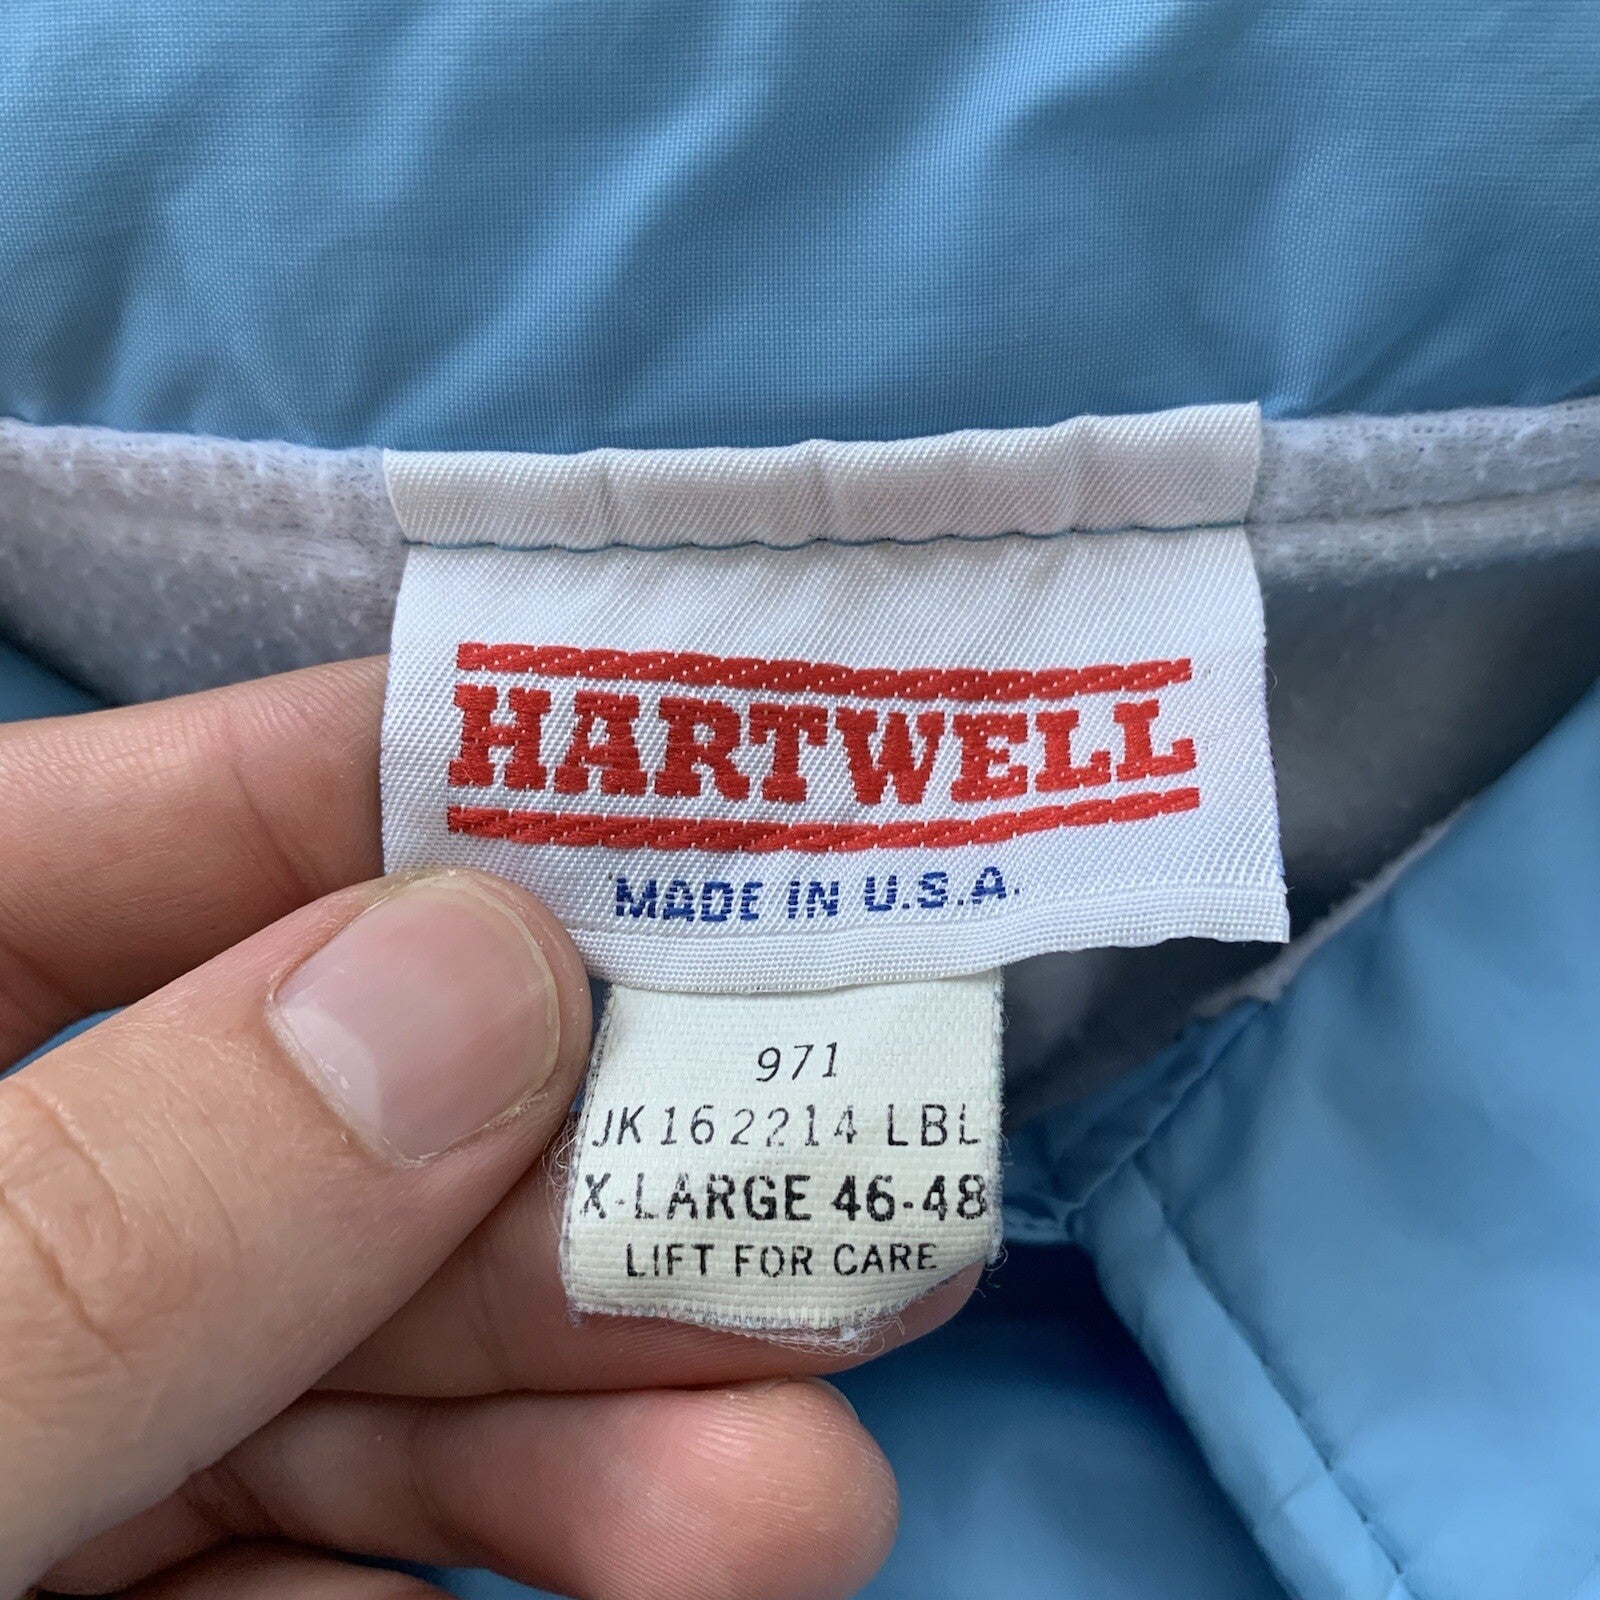 HARTWELL
MADE IN U.S.A.
971
JK 162214 LBL
X-LARGE 46-48
LIFT FOR CARE